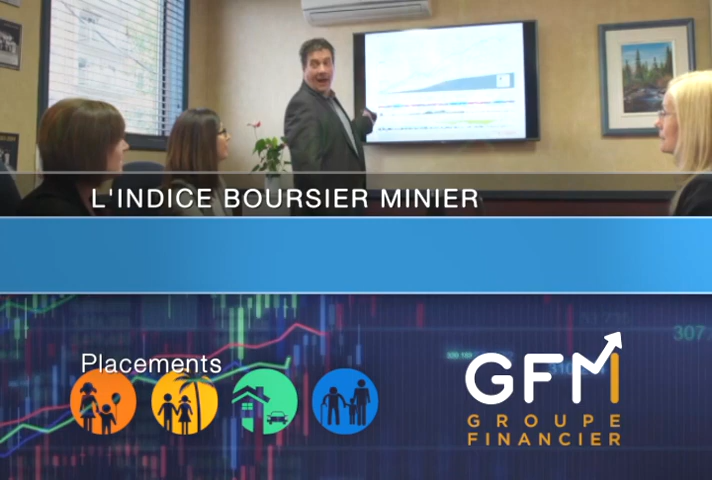 L'INDICE BOURSIER MINIER
Placements
GFM
GROUPE
FINANCIER